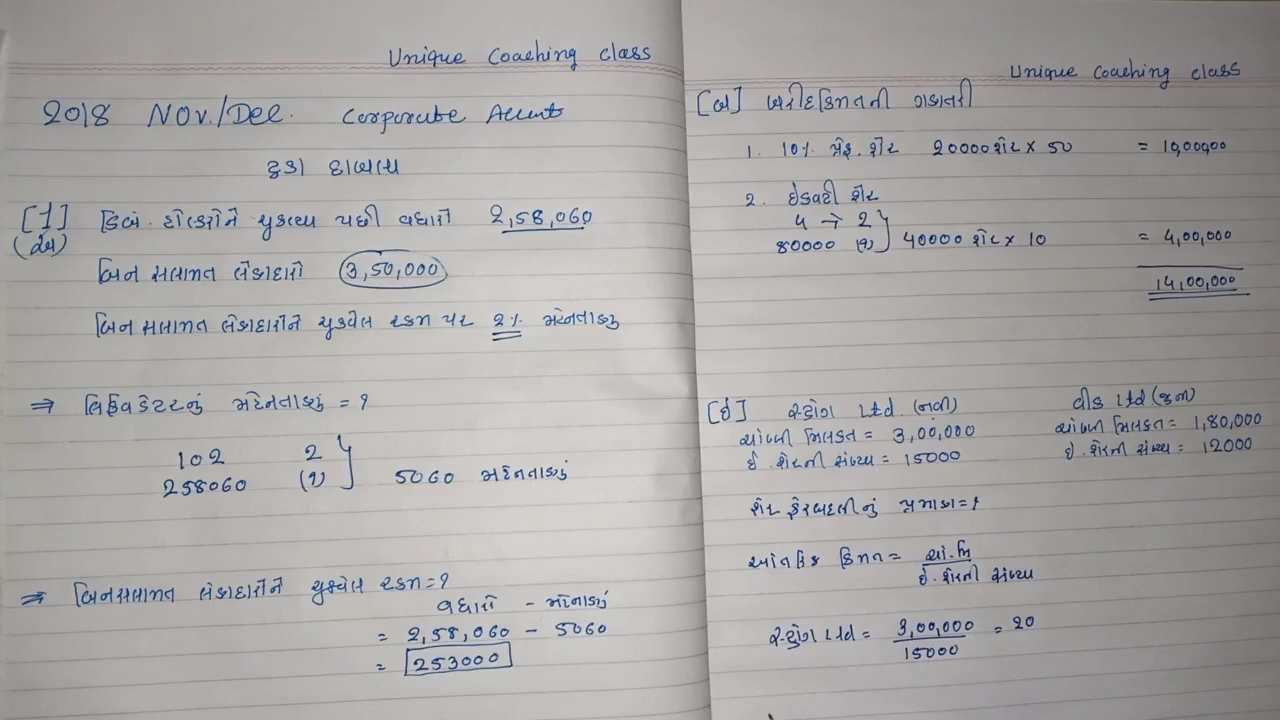 Unique Coaching Class
2018 Nov./Dec. Corporate Accent
ટુંકા દાખલા
[1] ડિબે. હોલ્ડરોને ચુકવ્યા પછી વધારો 2,58,060
(અ)
બિન સલામત લેણદારો 3,50,000
બિન સલામત લેણદારોને ચુકવેલ રકમ પર 2% મહેનતાણું
⇒ લિક્વિડેટરનું મહેનતાણું = ?
102 2
258060 (?) 5060 મહેનતાણું
⇒ બિનસલામત લેણદારોને ચુકવેલ રકમ = ?
વધારો - મહેનતાણું
= 2,58,060 - 5060
= 253000
Unique Coaching Class
[બ] ખરીદકિંમતની ગણતરી
1. 10% પ્રેફ. શેર 20000 શેર × 50 = 10,00,000
2. ઇક્વિટી શેર
4 → 2
80000 (?) 40000 શેર × 10 = 4,00,000
14,00,000
[ઈ] સ્ટ્રોંગ Ltd (નવી) વીક Ltd (જુની)
ચોખ્ખી મિલકત = 3,00,000 ચોખ્ખી મિલકત = 1,80,000
ઈ. શેરની સંખ્યા = 15000 ઈ. શેરની સંખ્યા = 12000
શેર ફેરબદલીનું પ્રમાણ = ?
આંતરિક કિંમત = ચો. મિ
ઈ. શેરની સંખ્યા
સ્ટ્રોંગ Ltd = 3,00,000 = 20
15000